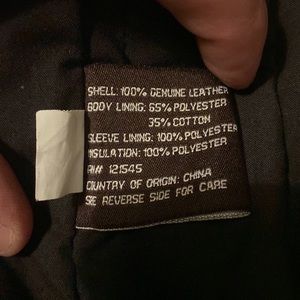 SHELL: 100% GENUINE LEATHER
BODY LINING: 65% POLYESTER
35% COTTON
SLEEVE LINING: 100% POLYESTER
INSULATION: 100% POLYESTER
RN# 121545
COUNTRY OF ORIGIN: CHINA
SEE REVERSE SIDE FOR CARE